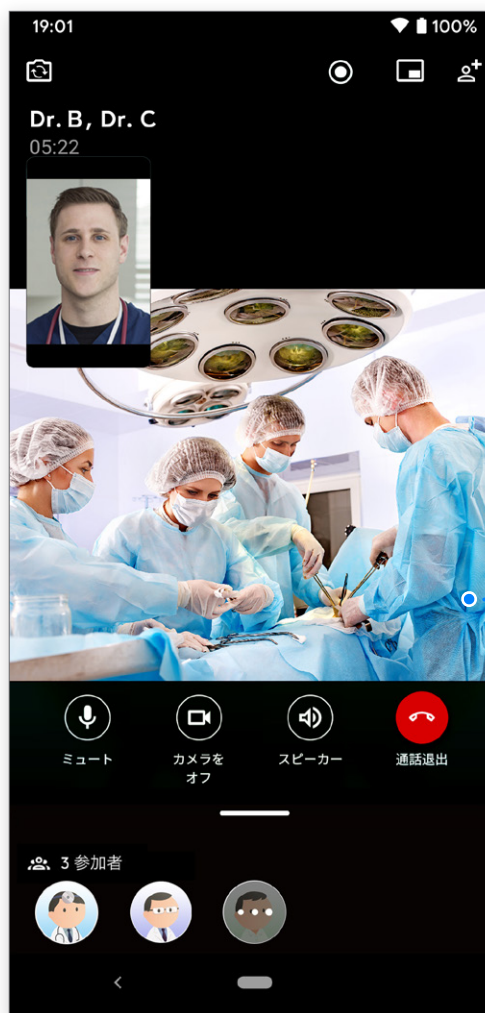 19:01
100%
Dr. B, Dr. C
05:22
ミュート
カメラを
オフ
スピーカー
通話退出
3 参加者